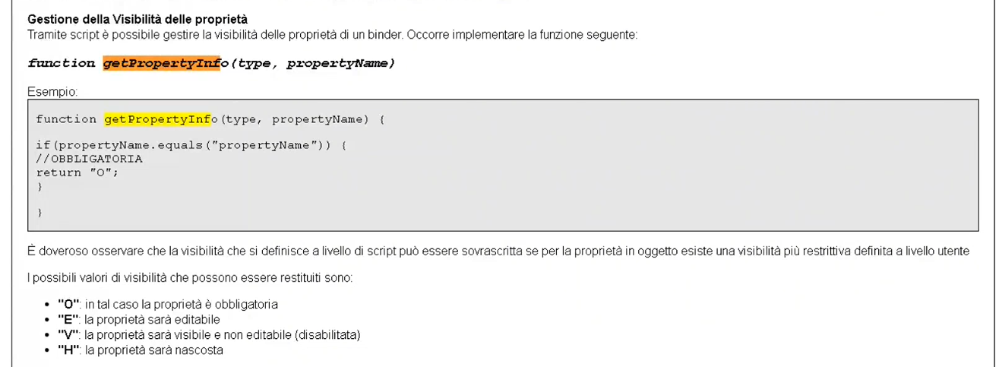 Gestione della Visibilità delle proprietà
Tramite script è possibile gestire la visibilità delle proprietà di un binder. Occorre implementare la funzione seguente:
function getPropertyInfo(type, propertyName)
Esempio:
function getPropertyInfo(type, propertyName) {
if(propertyName.equals("propertyName")) {
//OBBLIGATORIA
return "O";
}
}
È doveroso osservare che la visibilità che si definisce a livello di script può essere sovrascritta se per la proprietà in oggetto esiste una visibilità più restrittiva definita a livello utente
I possibili valori di visibilità che possono essere restituiti sono:
• "O": in tal caso la proprietà è obbligatoria
• "E": la proprietà sarà editabile
• "V": la proprietà sarà visibile e non editabile (disabilitata)
• "H": la proprietà sarà nascosta